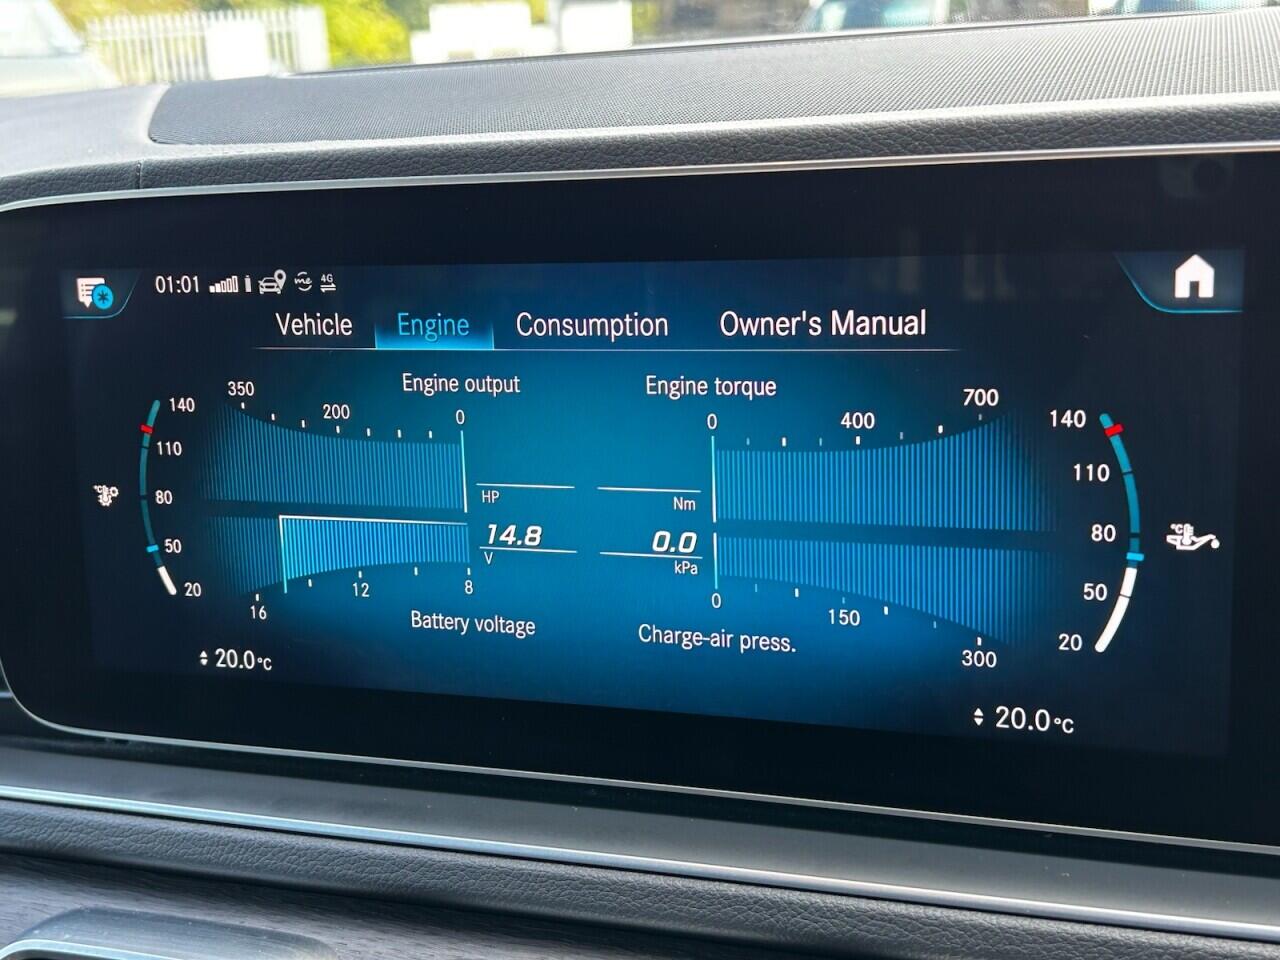 01:01 me 4G
Vehicle Engine Consumption Owner's Manual
Engine output Engine torque
350 200 0 0 400 700
140 140
110 110
80 80
50 50
20 20
HP Nm
14.8 0.0
V kPa
16 12 8 0 150 300
Battery voltage Charge-air press.
20.0°C 20.0°C
°C °C